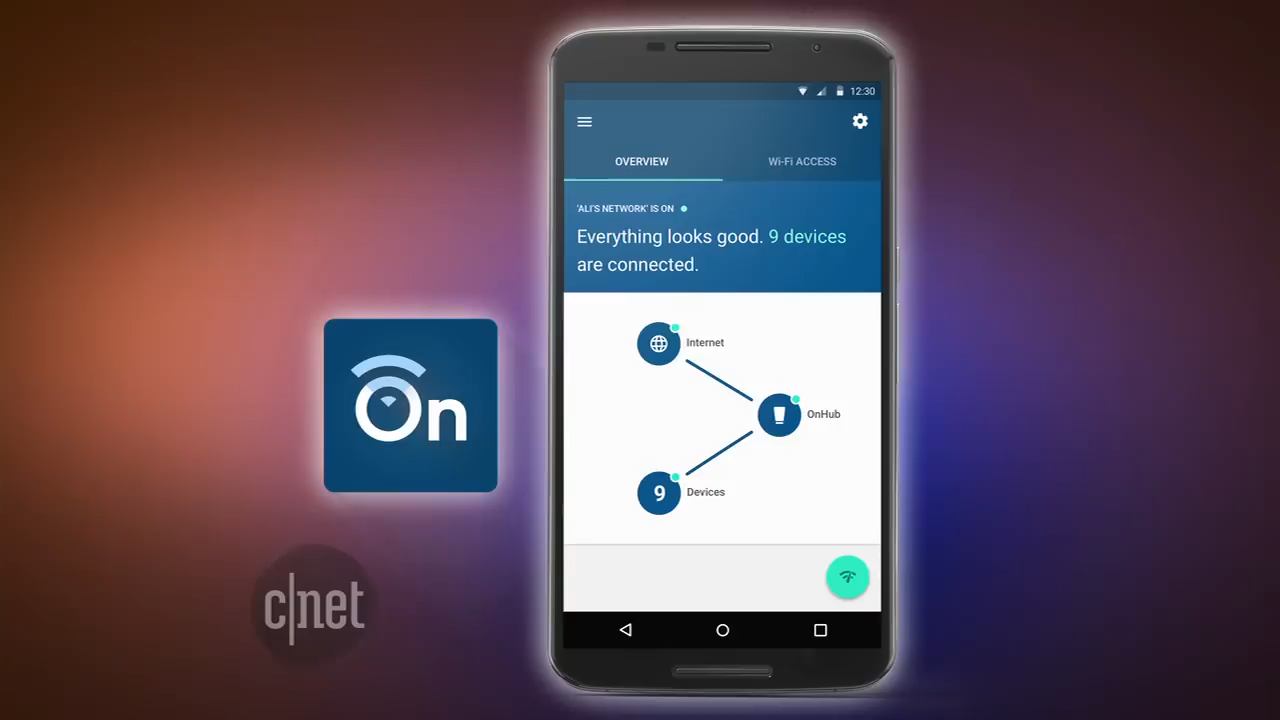 12:30
OVERVIEW
Wi-Fi ACCESS
'ALI'S NETWORK' IS ON
Everything looks good. 9 devices
are connected.
Internet
OnHub
9
Devices
On
c|net